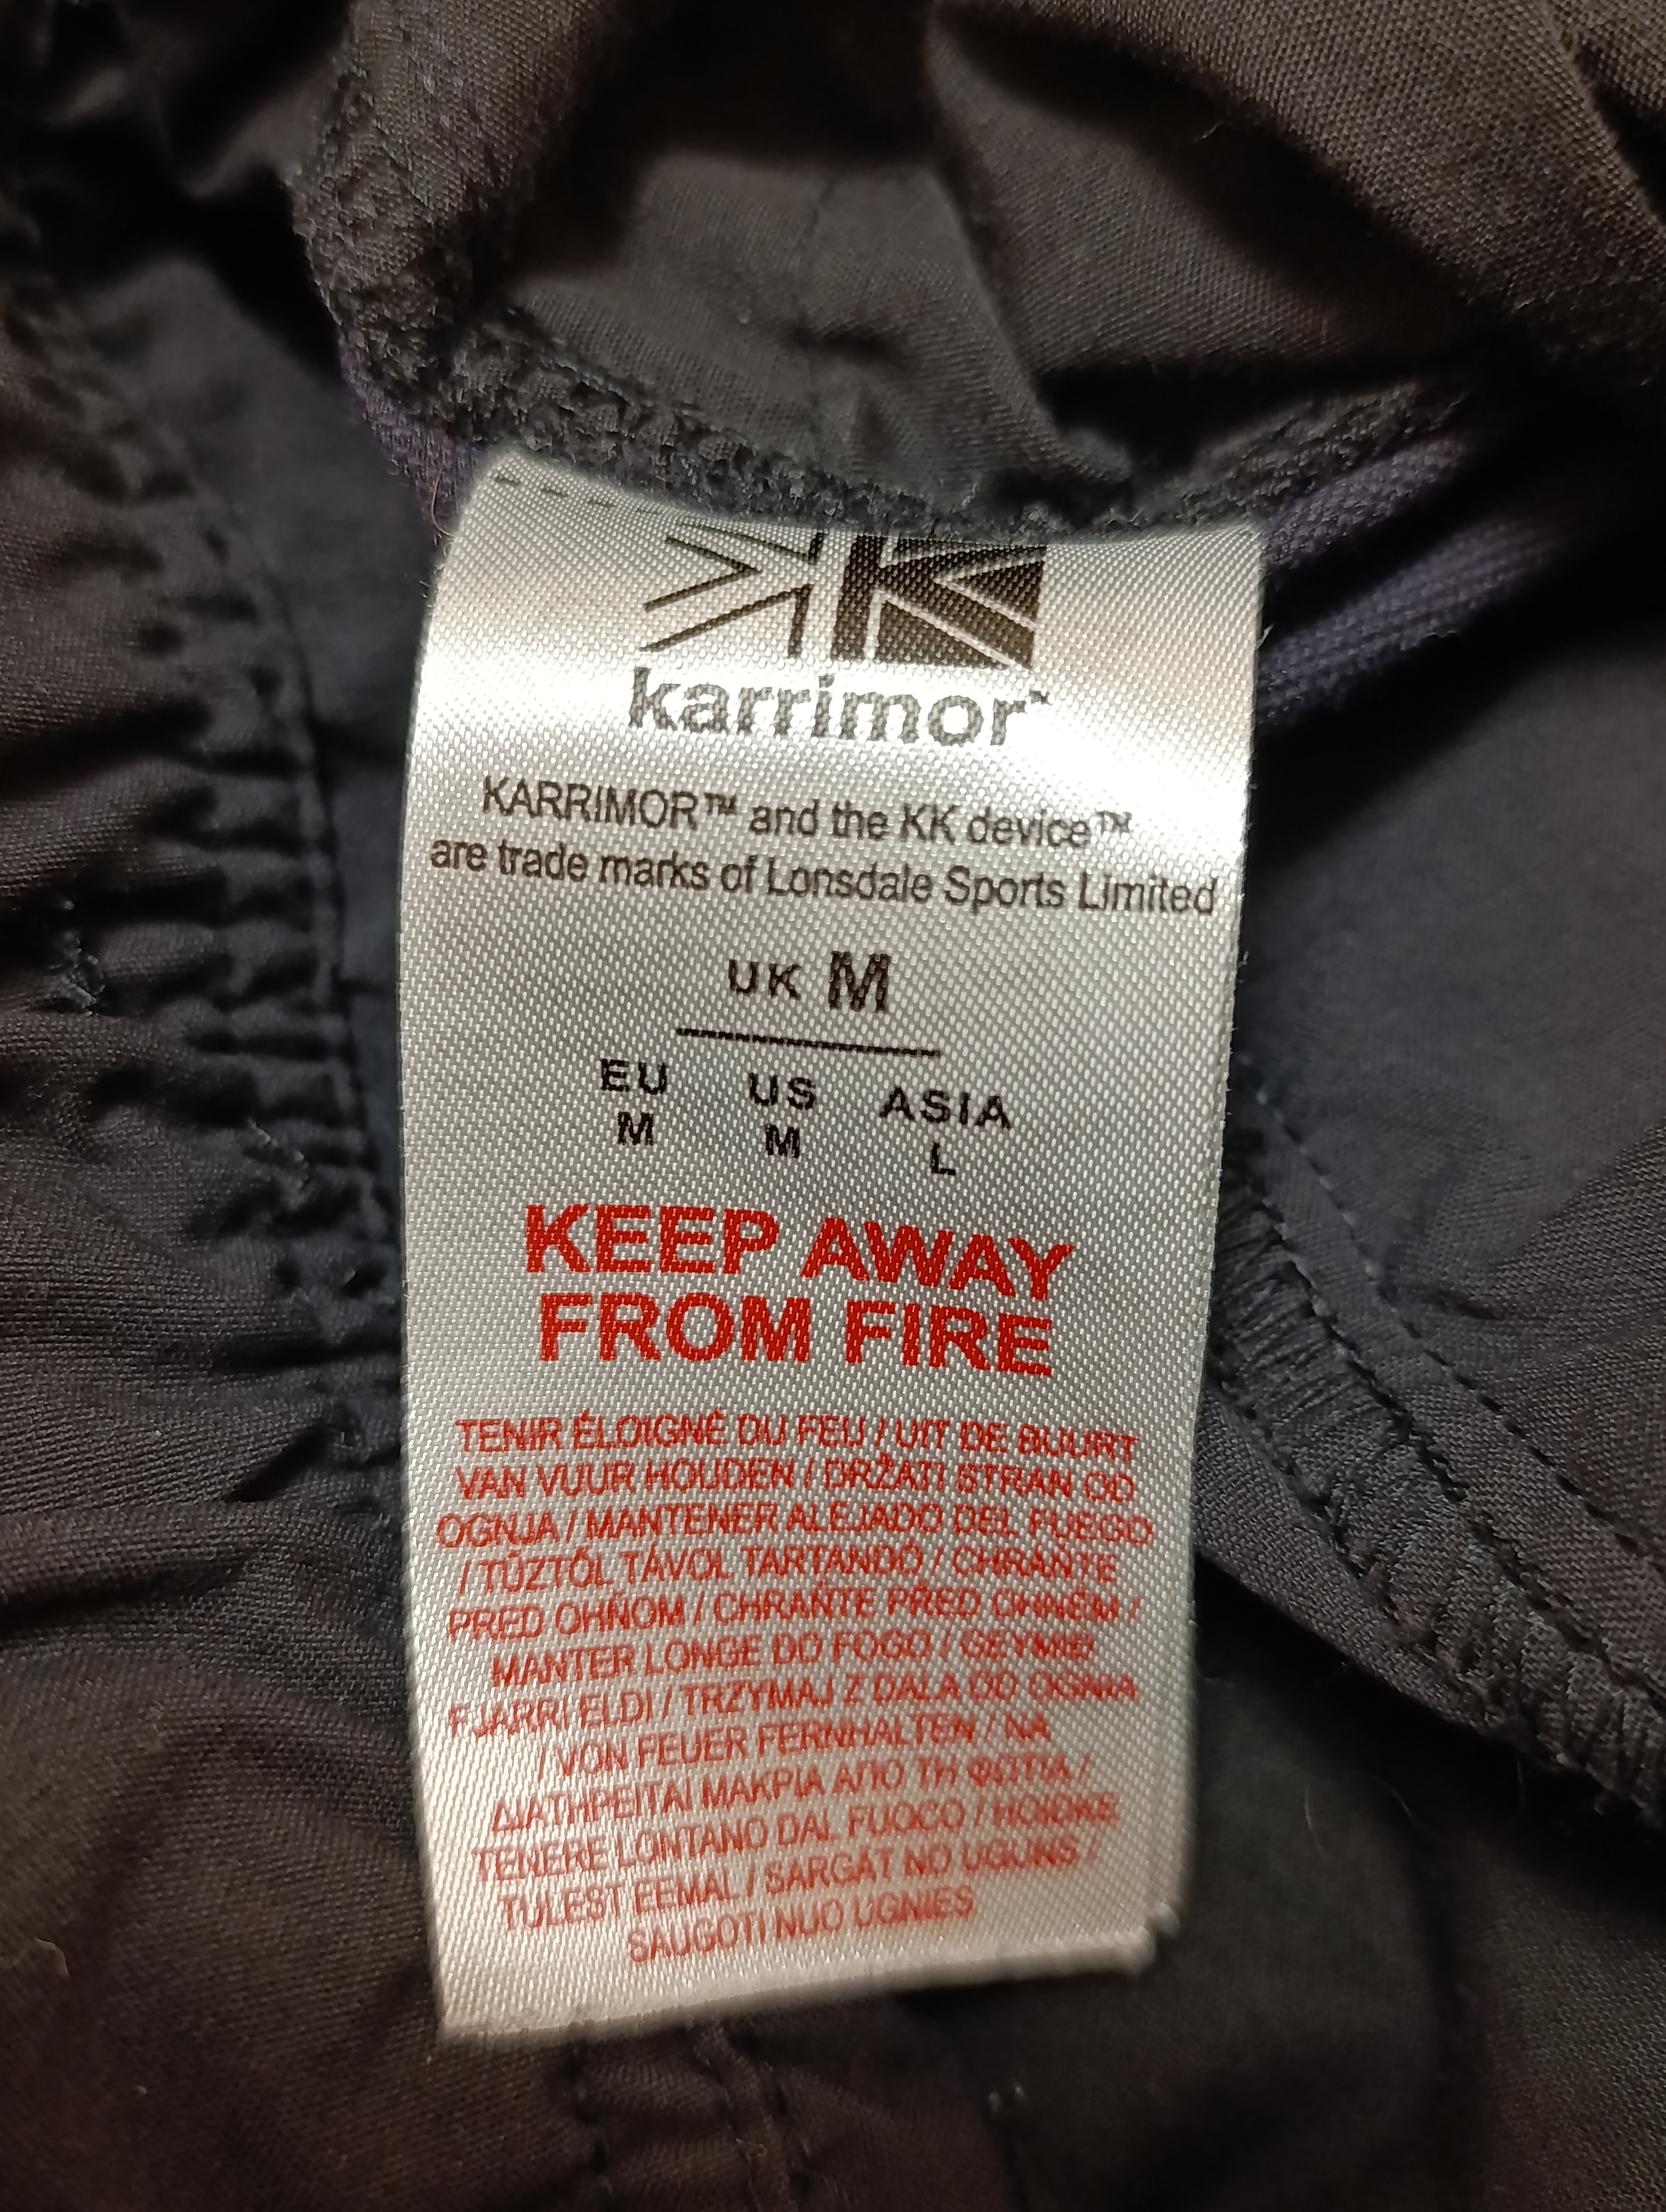 karrimor
KARRIMOR™ and the KK device™
are trade marks of Lonsdale Sports Limited
UK M
EU US ASIA
M M L
KEEP AWAY
FROM FIRE
TENIR ÉLOIGNÉ DU FEU / UIT DE BUURT
VAN VUUR HOUDEN / DRŽATI STRAN OD
OGNJA / MANTENER ALEJADO DEL FUEGO
/ TŰZTŐL TÁVOL TARTANDÓ / CHRAŇTE
PRED OHŇOM / CHRAŇTE PŘED OHNĚM /
MANTER LONGE DO FOGO / GEYMIÐ
FJARRI ELDI / TRZYMAJ Z DALA OD OGNIA
/ VON FEUER FERNHALTEN / NA
ΔΙΑΤΗΡΕΙΤΑΙ ΜΑΚΡΙΑ ΑΠΟ ΤΗ ΦΩΤΙΑ /
TENERE LONTANO DAL FUOCO / HOIDKE
TULEST EEMAL / SARGĀT NO UGUNS /
SAUGOTI NUO UGNIES